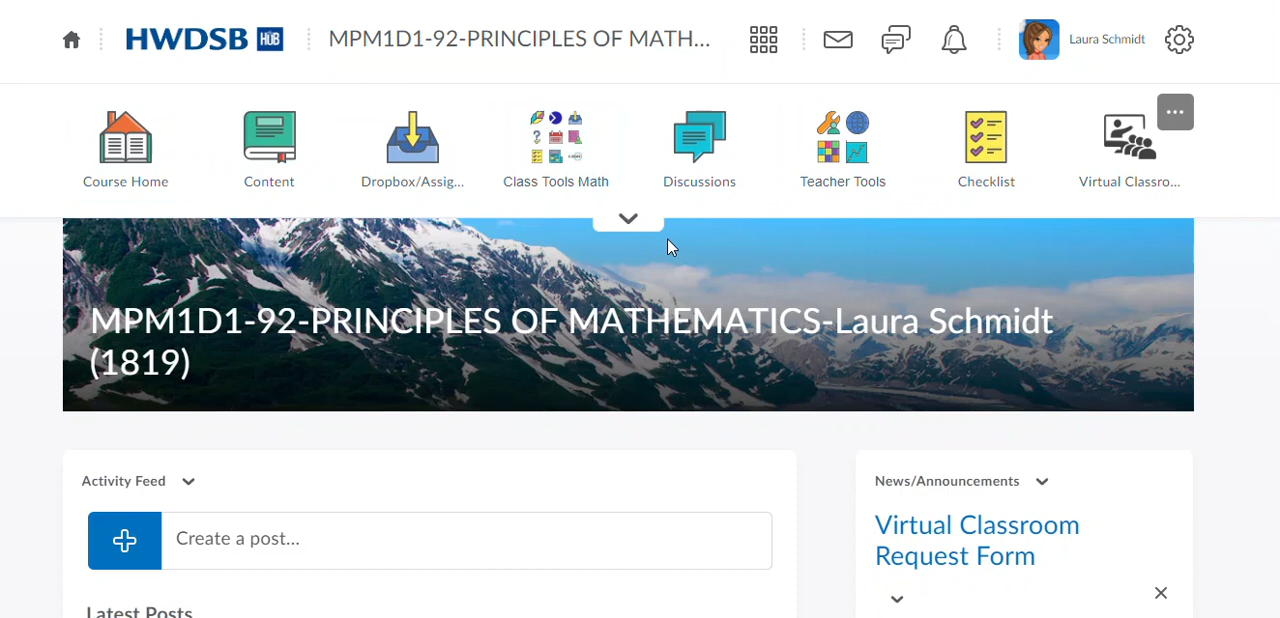 HWDSB HUB MPM1D1-92-PRINCIPLES OF MATH... Laura Schmidt
Course Home Content Dropbox/Assig... Class Tools Math Discussions Teacher Tools Checklist Virtual Classro...
MPM1D1-92-PRINCIPLES OF MATHEMATICS-Laura Schmidt
(1819)
Activity Feed
Create a post...
Latest Posts
News/Announcements
Virtual Classroom
Request Form